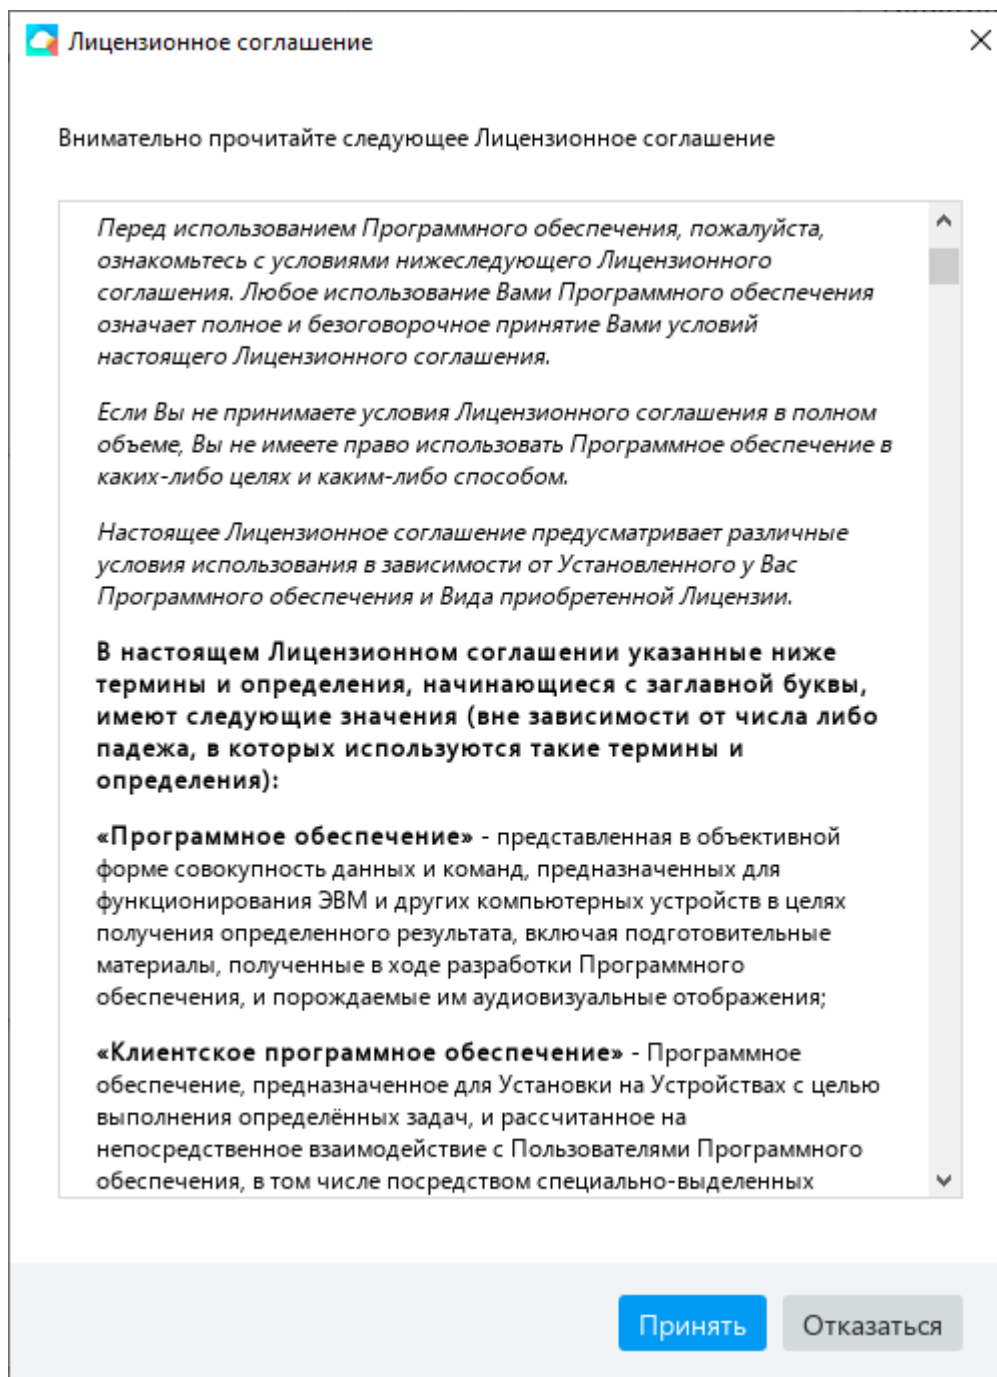 Лицензионное соглашение
Внимательно прочитайте следующее Лицензионное соглашение
Перед использованием Программного обеспечения, пожалуйста,
ознакомьтесь с условиями нижеследующего Лицензионного
соглашения. Любое использование Вами Программного обеспечения
означает полное и безоговорочное принятие Вами условий
настоящего Лицензионного соглашения.
Если Вы не принимаете условия Лицензионного соглашения в полном
объеме, Вы не имеете право использовать Программное обеспечение в
каких-либо целях и каким-либо способом.
Настоящее Лицензионное соглашение предусматривает различные
условия использования в зависимости от Установленного у Вас
Программного обеспечения и Вида приобретенной Лицензии.
В настоящем Лицензионном соглашении указанные ниже
термины и определения, начинающиеся с заглавной буквы,
имеют следующие значения (вне зависимости от числа либо
падежа, в которых используются такие термины и
определения):
«Программное обеспечение» - представленная в объективной
форме совокупность данных и команд, предназначенных для
функционирования ЭВМ и других компьютерных устройств в целях
получения определенного результата, включая подготовительные
материалы, полученные в ходе разработки Программного
обеспечения, и порождаемые им аудиовизуальные отображения;
«Клиентское программное обеспечение» - Программное
обеспечение, предназначенное для Установки на Устройствах с целью
выполнения определённых задач, и рассчитанное на
непосредственное взаимодействие с Пользователями Программного
обеспечения, в том числе посредством специально-выделенных
Принять
Отказаться